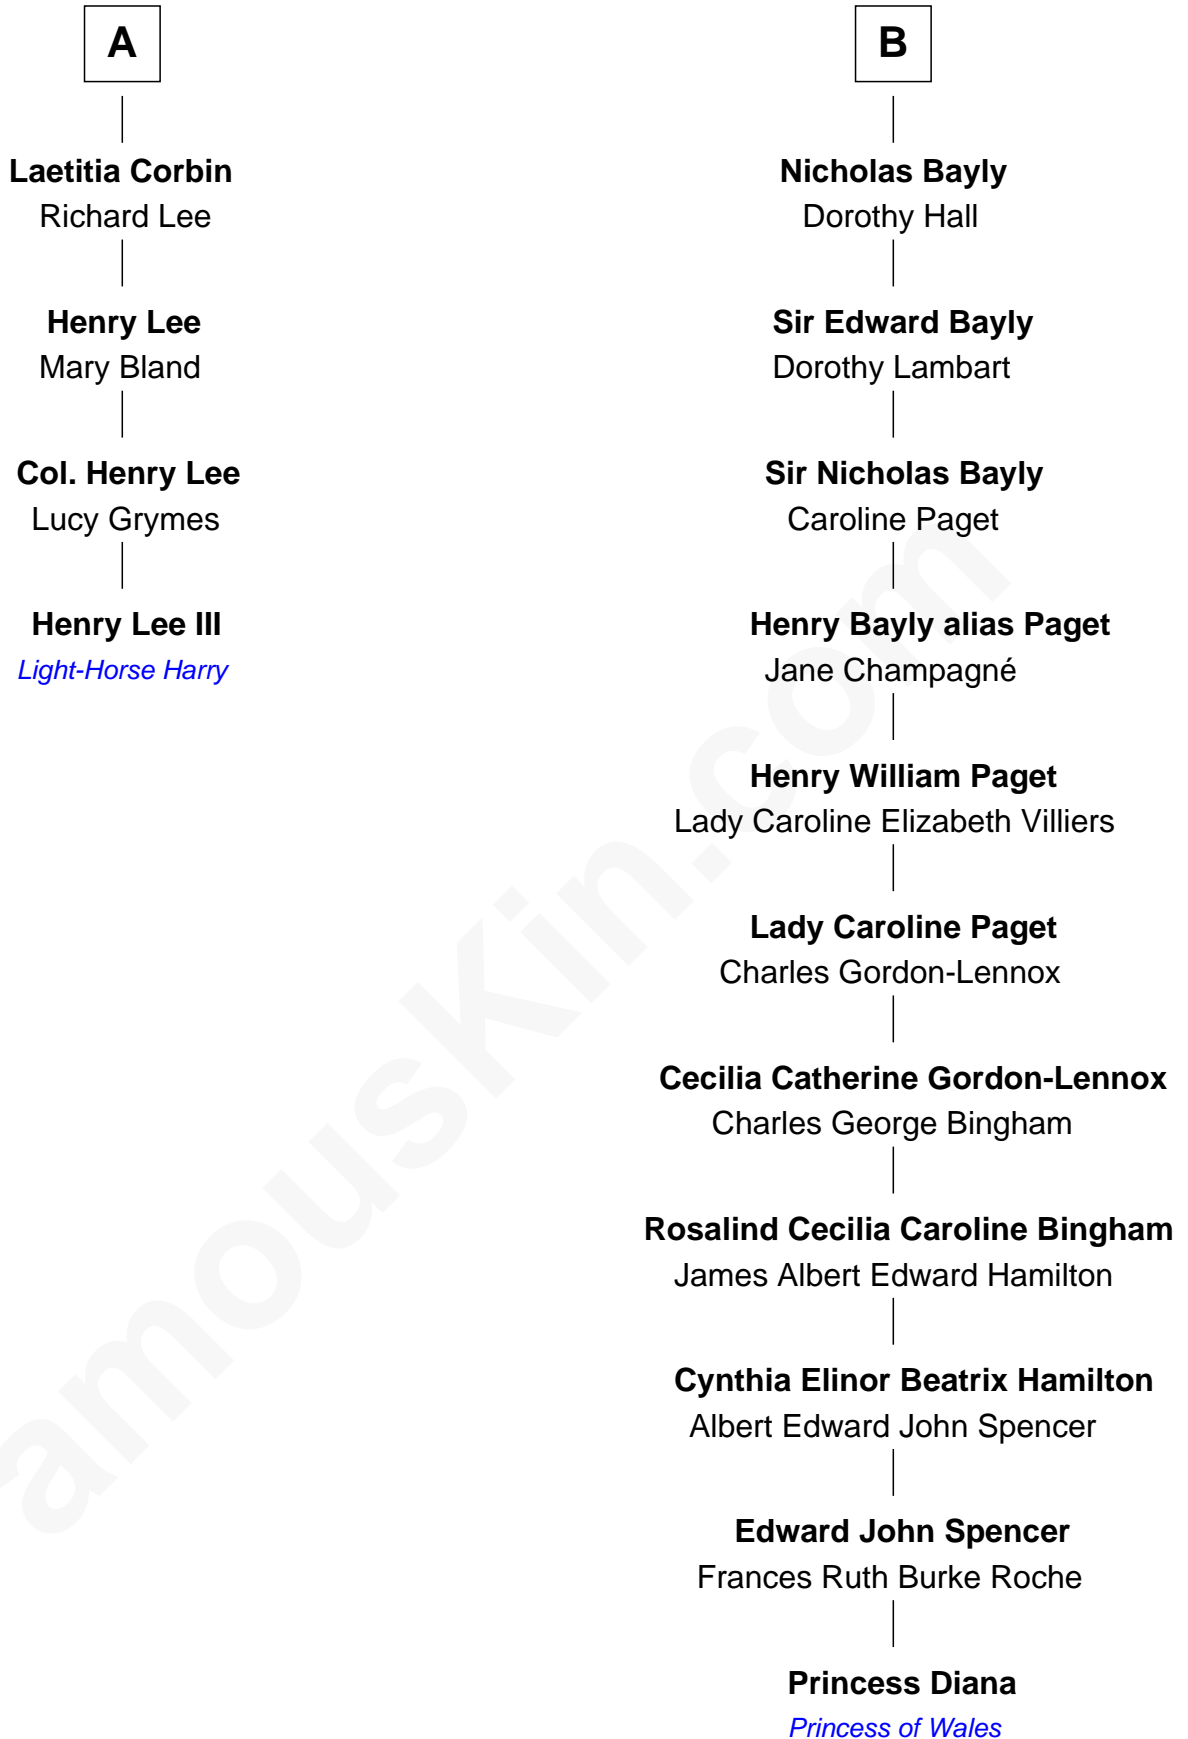 A
Laetitia Corbin
Richard Lee
Henry Lee
Mary Bland
Col. Henry Lee
Lucy Grymes
Henry Lee III
Light-Horse Harry
B
Nicholas Bayly
Dorothy Hall
Sir Edward Bayly
Dorothy Lambart
Sir Nicholas Bayly
Caroline Paget
Henry Bayly alias Paget
Jane Champagné
Henry William Paget
Lady Caroline Elizabeth Villiers
Lady Caroline Paget
Charles Gordon-Lennox
Cecilia Catherine Gordon-Lennox
Charles George Bingham
Rosalind Cecilia Caroline Bingham
James Albert Edward Hamilton
Cynthia Elinor Beatrix Hamilton
Albert Edward John Spencer
Edward John Spencer
Frances Ruth Burke Roche
Princess Diana
Princess of Wales
amousKin.com